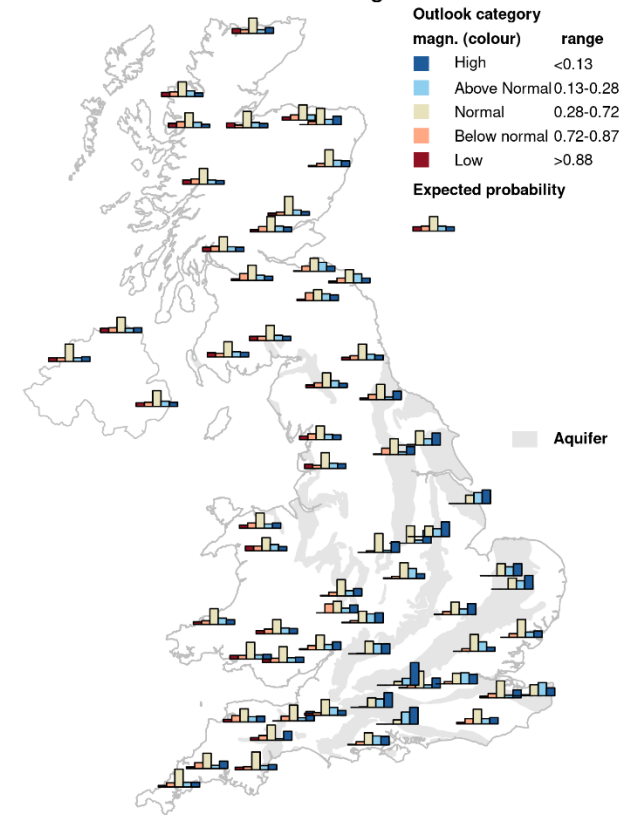 Outlook category
magn. (colour) range
High <0.13
Above Normal 0.13-0.28
Normal 0.28-0.72
Below normal 0.72-0.87
Low >0.88
Expected probability
Aquifer